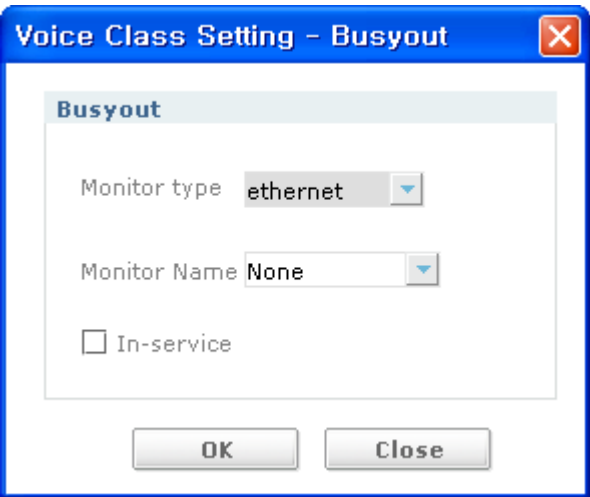 Voice Class Setting - Busyout
Busyout
Monitor type ethernet
Monitor Name None
In-service
OK Close